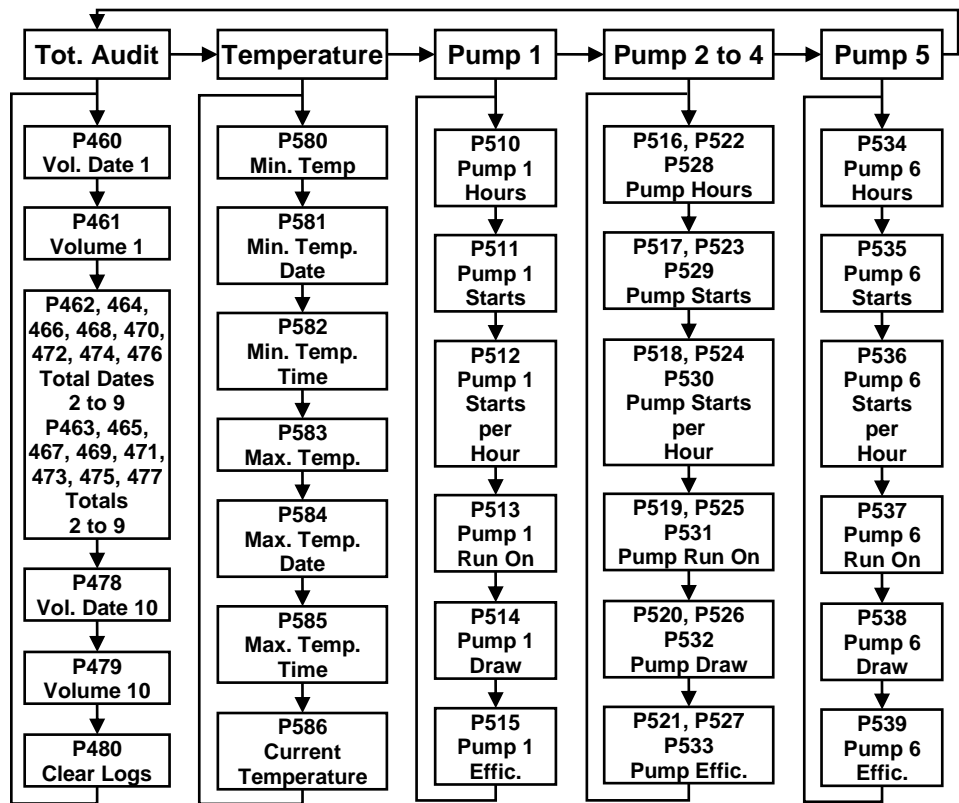 Tot. Audit
P460
Vol. Date 1
P461
Volume 1
P462, 464,
466, 468, 470,
472, 474, 476
Total Dates
2 to 9
P463, 465,
467, 469, 471,
473, 475, 477
Totals
2 to 9
P478
Vol. Date 10
P479
Volume 10
P480
Clear Logs
Temperature
P580
Min. Temp
P581
Min. Temp.
Date
P582
Min. Temp.
Time
P583
Max. Temp.
P584
Max. Temp.
Date
P585
Max. Temp.
Time
P586
Current
Temperature
Pump 1
P510
Pump 1
Hours
P511
Pump 1
Starts
P512
Pump 1
Starts
per
Hour
P513
Pump 1
Run On
P514
Pump 1
Draw
P515
Pump 1
Effic.
Pump 2 to 4
P516, P522
P528
Pump Hours
P517, P523
P529
Pump Starts
P518, P524
P530
Pump Starts
per
Hour
P519, P525
P531
Pump Run On
P520, P526
P532
Pump Draw
P521, P527
P533
Pump Effic.
Pump 5
P534
Pump 6
Hours
P535
Pump 6
Starts
P536
Pump 6
Starts
per
Hour
P537
Pump 6
Run On
P538
Pump 6
Draw
P539
Pump 6
Effic.